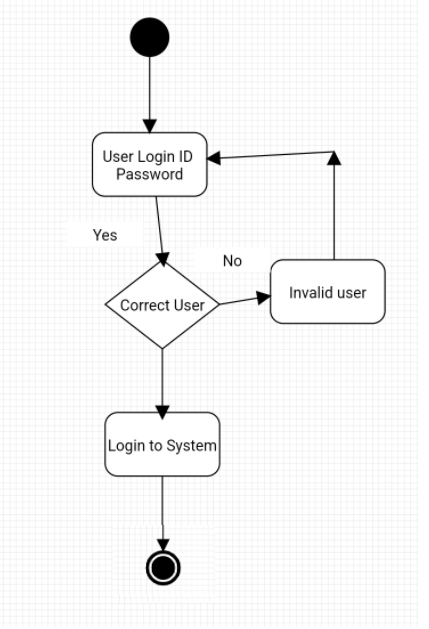 User Login ID
Password
Yes
No
Invalid user
Correct User
Login to System